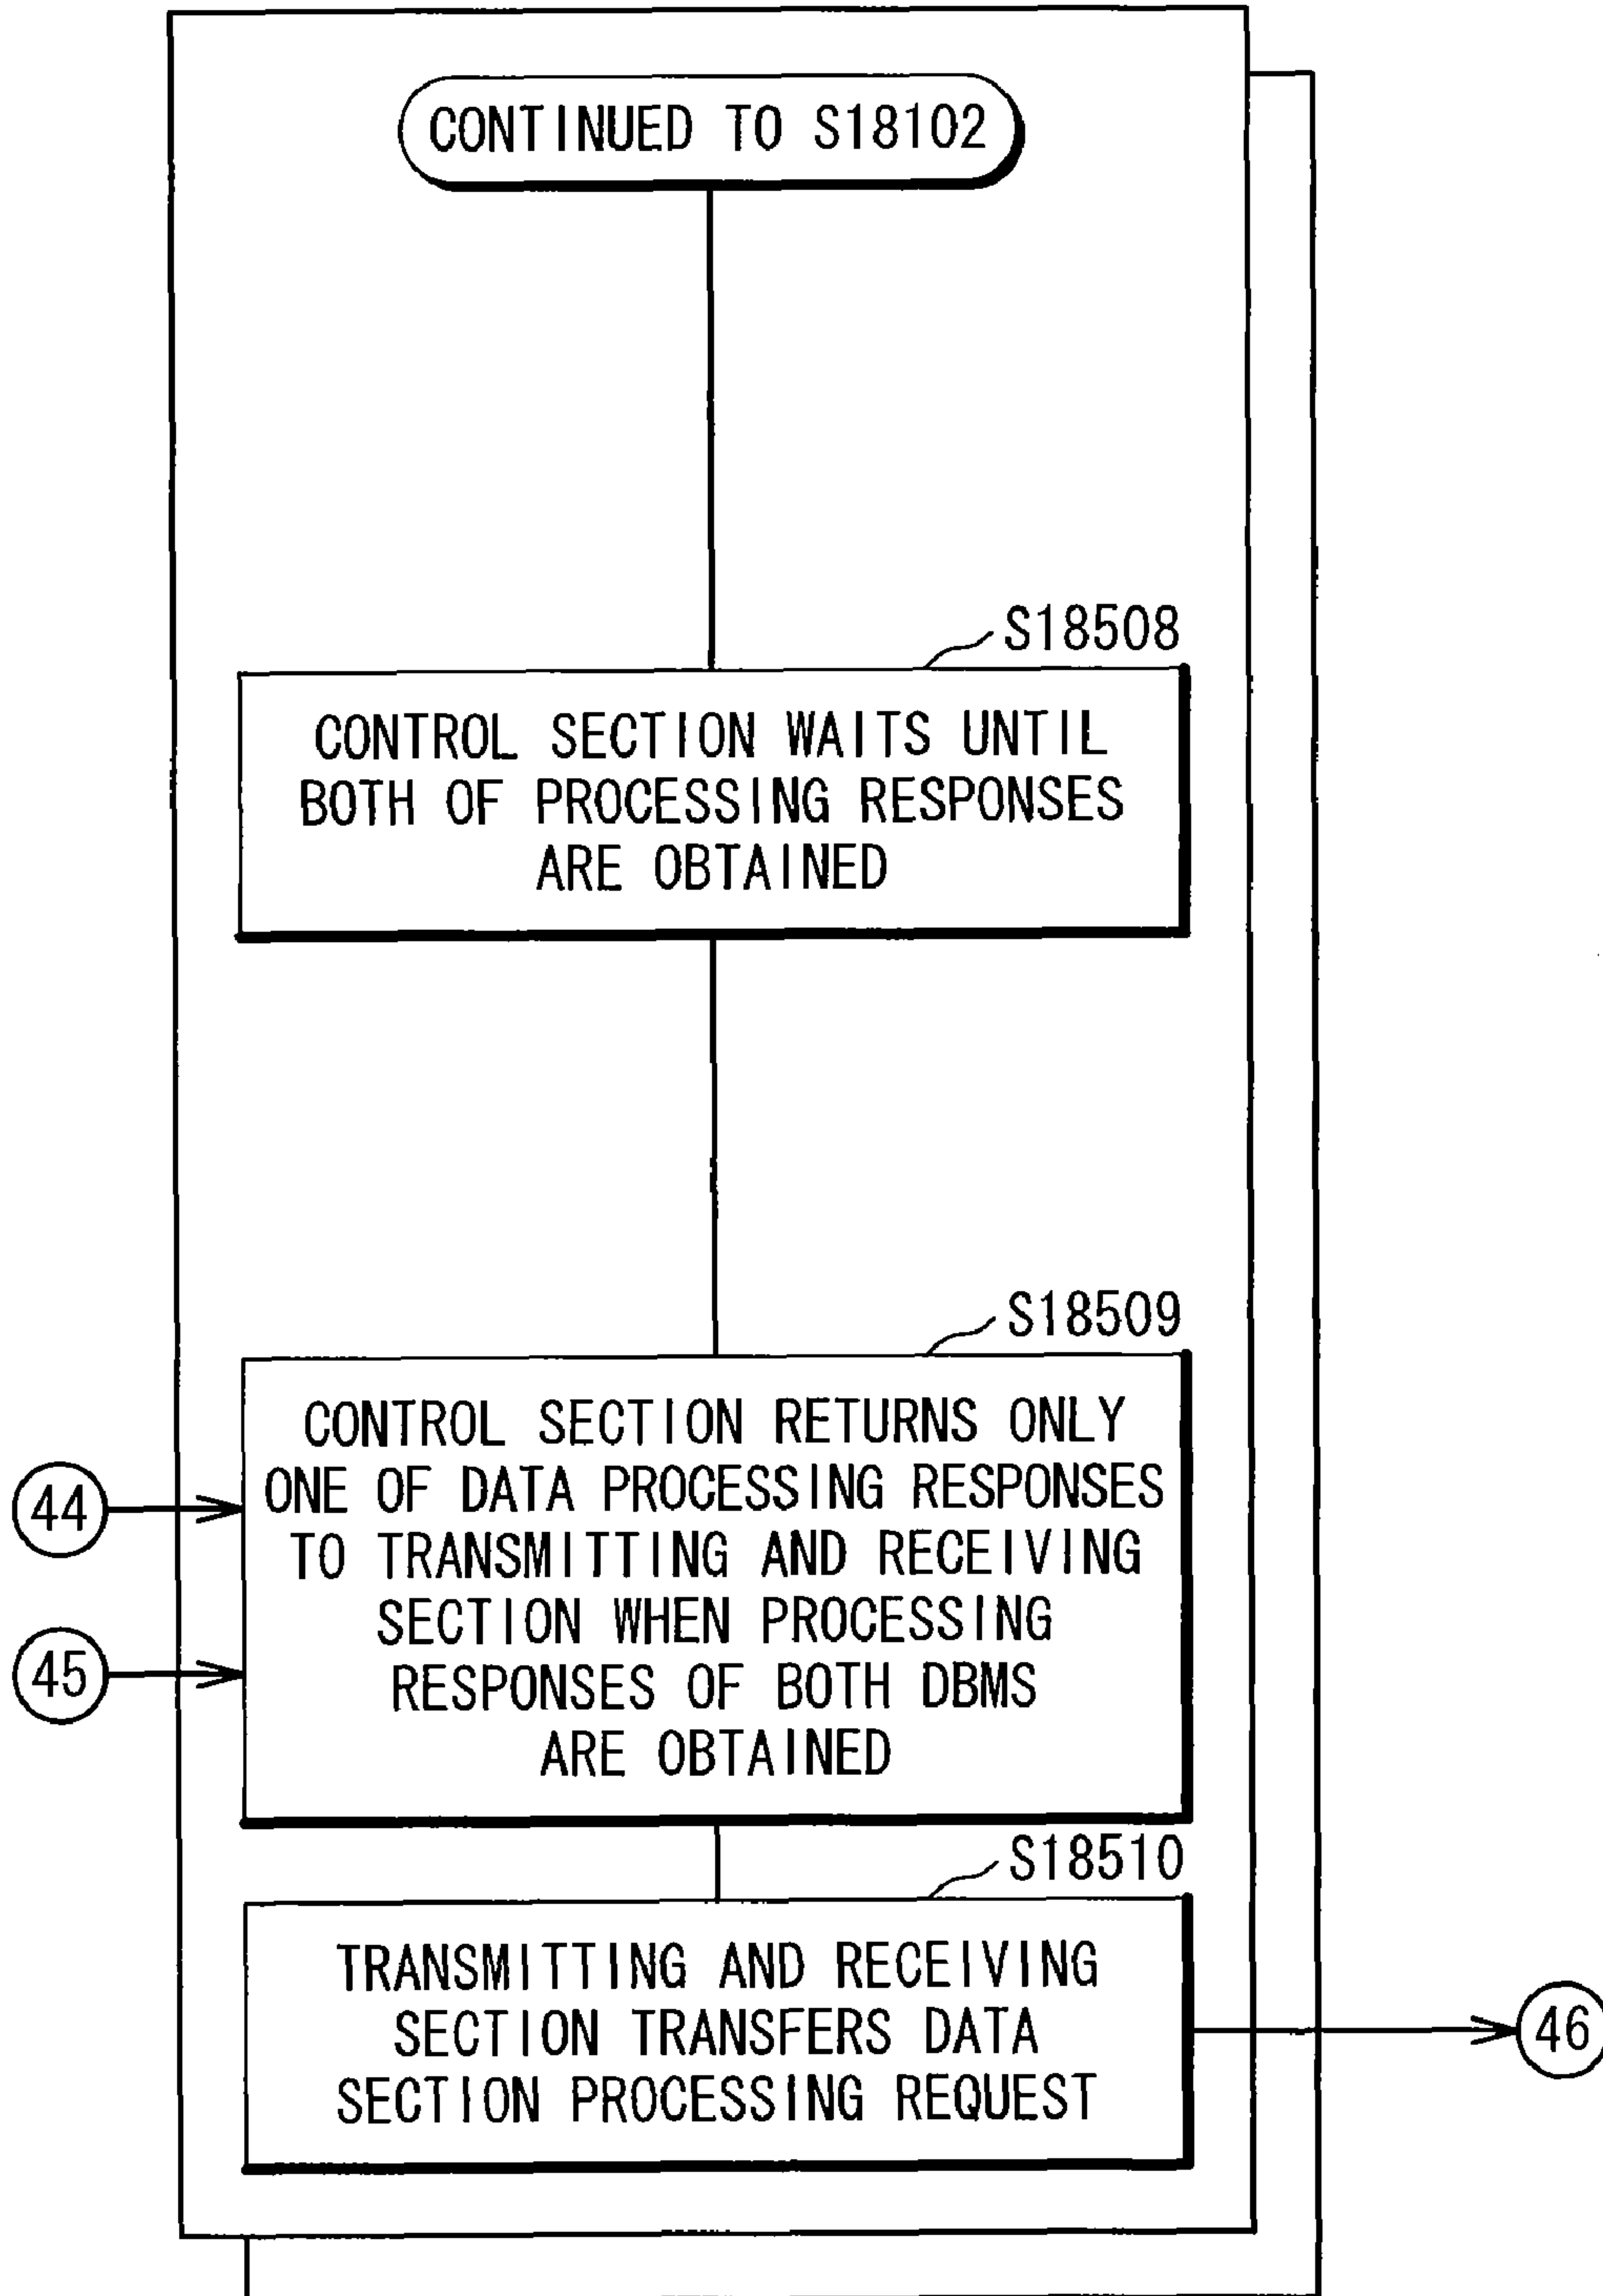 CONTINUED TO S18102
S18508
CONTROL SECTION WAITS UNTIL
BOTH OF PROCESSING RESPONSES
ARE OBTAINED
S18509
CONTROL SECTION RETURNS ONLY
ONE OF DATA PROCESSING RESPONSES
TO TRANSMITTING AND RECEIVING
SECTION WHEN PROCESSING
RESPONSES OF BOTH DBMS
ARE OBTAINED
44
45
S18510
TRANSMITTING AND RECEIVING
SECTION TRANSFERS DATA
SECTION PROCESSING REQUEST
46